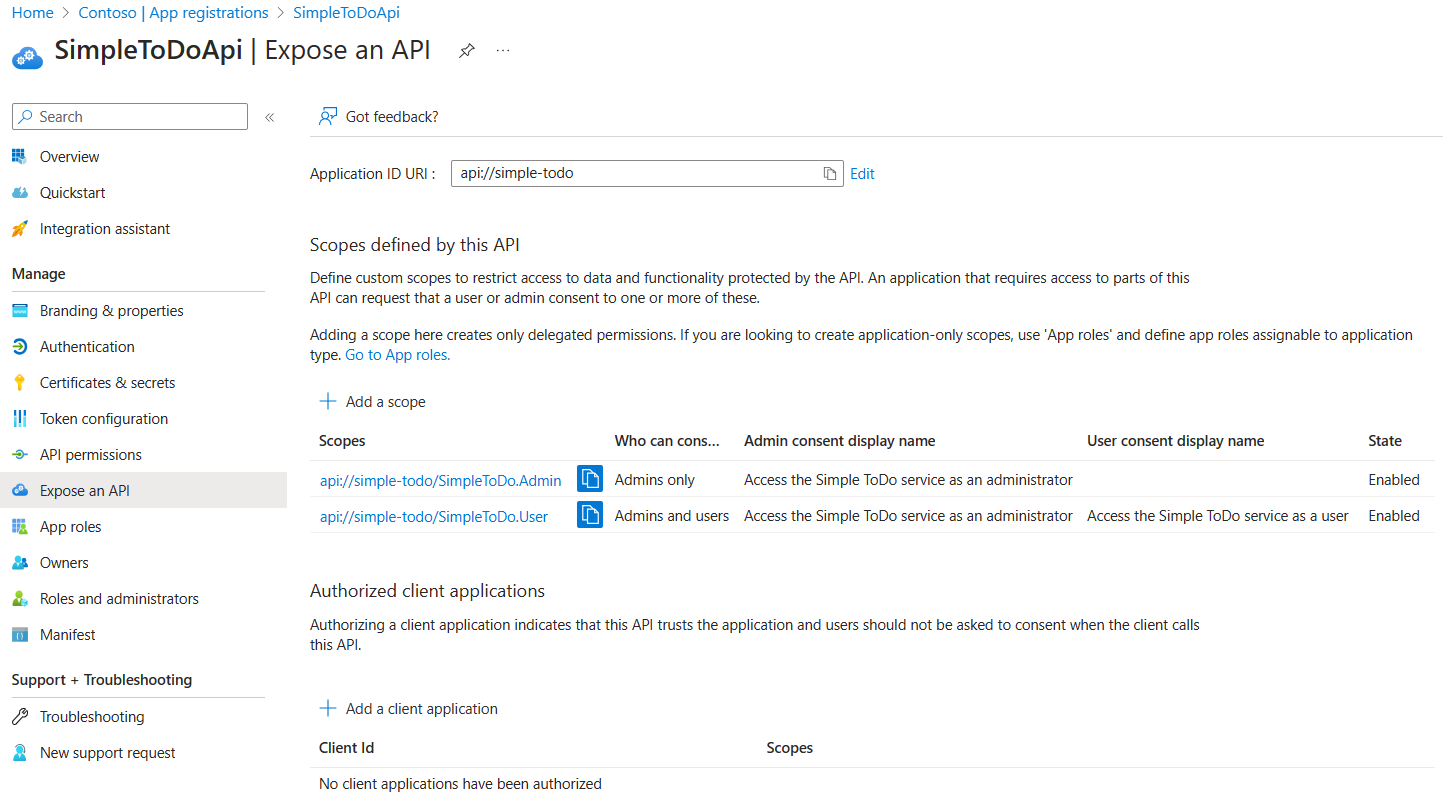 Home > Contoso | App registrations > SimpleToDoApi
SimpleToDoApi | Expose an API ...
Search «
Overview
Quickstart
Integration assistant
Manage
Branding & properties
Authentication
Certificates & secrets
Token configuration
API permissions
Expose an API
App roles
Owners
Roles and administrators
Manifest
Support + Troubleshooting
Troubleshooting
New support request
Got feedback?
Application ID URI : api://simple-todo Edit
Scopes defined by this API
Define custom scopes to restrict access to data and functionality protected by the API. An application that requires access to parts of this
API can request that a user or admin consent to one or more of these.
Adding a scope here creates only delegated permissions. If you are looking to create application-only scopes, use 'App roles' and define app roles assignable to application
type. Go to App roles.
Add a scope
Scopes Who can cons... Admin consent display name User consent display name State
api://simple-todo/SimpleToDo.Admin Admins only Access the Simple ToDo service as an administrator Enabled
api://simple-todo/SimpleToDo.User Admins and users Access the Simple ToDo service as an administrator Access the Simple ToDo service as a user Enabled
Authorized client applications
Authorizing a client application indicates that this API trusts the application and users should not be asked to consent when the client calls
this API.
Add a client application
Client Id Scopes
No client applications have been authorized